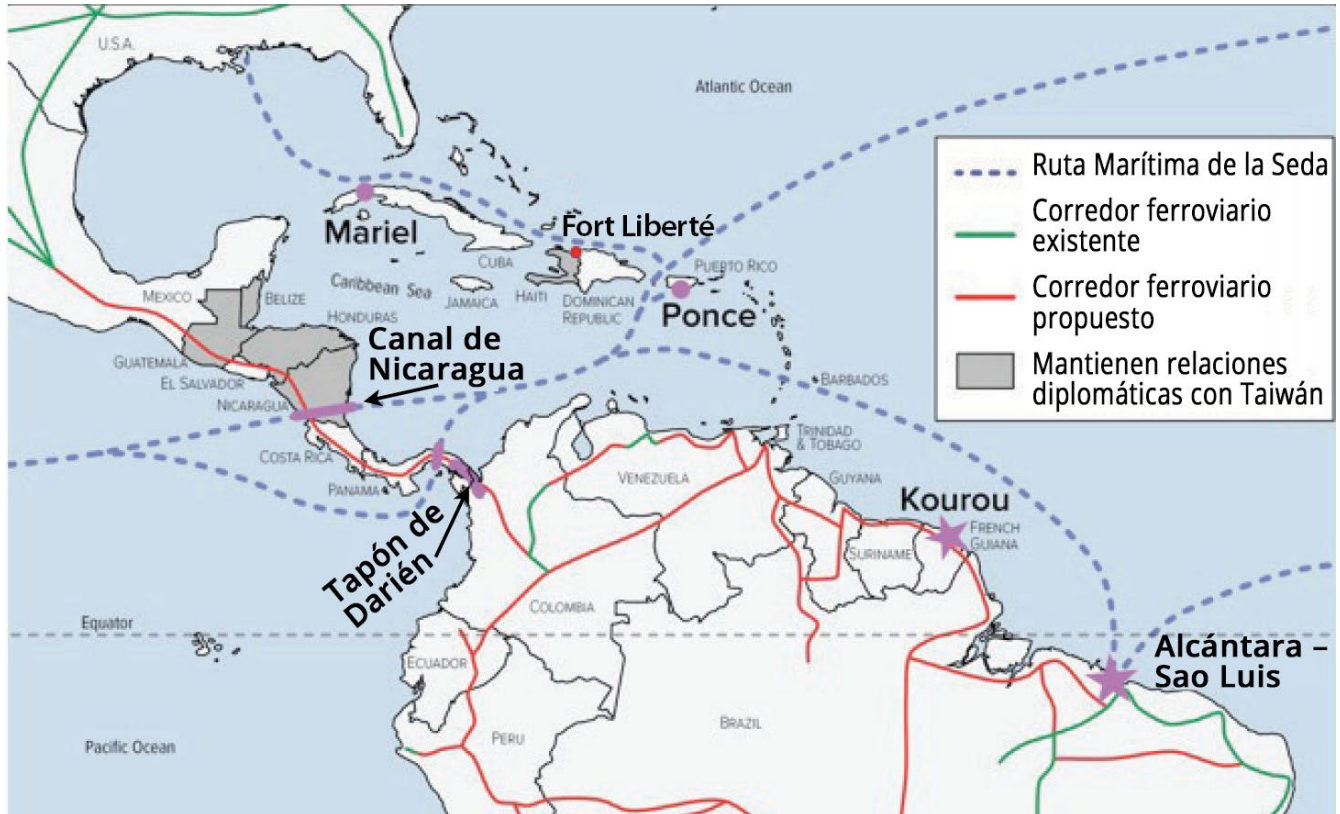 U.S.A.
Atlantic Ocean
Ruta Marítima de la Seda
Corredor ferroviario
existente
Corredor ferroviario
propuesto
Mantienen relaciones
diplomáticas con Taiwán
Mariel
Fort Liberté
CUBA
Caribbean Sea
JAMAICA
HAITI
DOMINICAN
REPUBLIC
PUERTO RICO
Ponce
MEXICO
BELIZE
HONDURAS
GUATEMALA
EL SALVADOR
NICARAGUA
Canal de
Nicaragua
BARBADOS
COSTA RICA
PANAMA
TRINIDAD
& TOBAGO
VENEZUELA
GUYANA
Kourou
FRENCH
GUIANA
SURINAME
Tapón de
Darién
COLOMBIA
Equator
ECUADOR
Alcántara –
Sao Luis
BRAZIL
PERU
Pacific Ocean